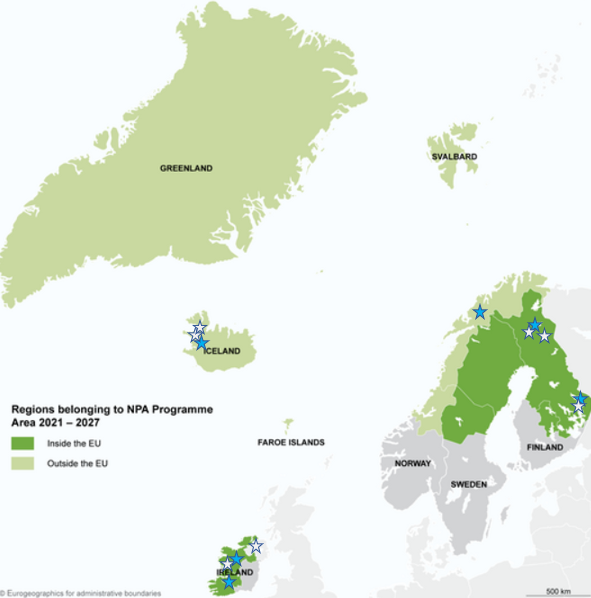 GREENLAND
SVALBARD
ICELAND
Regions belonging to NPA Programme
Area 2021 – 2027
Inside the EU
Outside the EU
FAROE ISLANDS
NORWAY
SWEDEN
FINLAND
IRELAND
© Eurogeographics for administrative boundaries
500 km